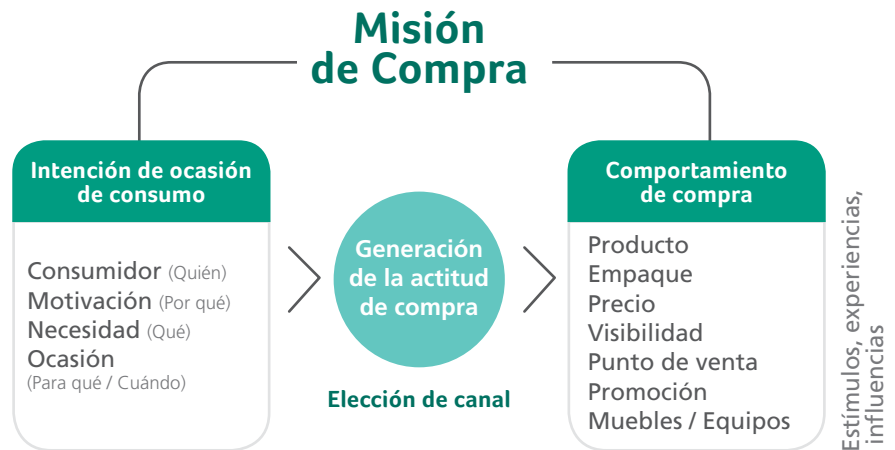 Misión
de Compra
Intención de ocasión
de consumo
Consumidor (Quién)
Motivación (Por qué)
Necesidad (Qué)
Ocasión
(Para qué / Cuándo)
Generación
de la actitud
de compra
Elección de canal
Comportamiento
de compra
Producto
Empaque
Precio
Visibilidad
Punto de venta
Promoción
Muebles / Equipos
Estímulos, experiencias,
influencias